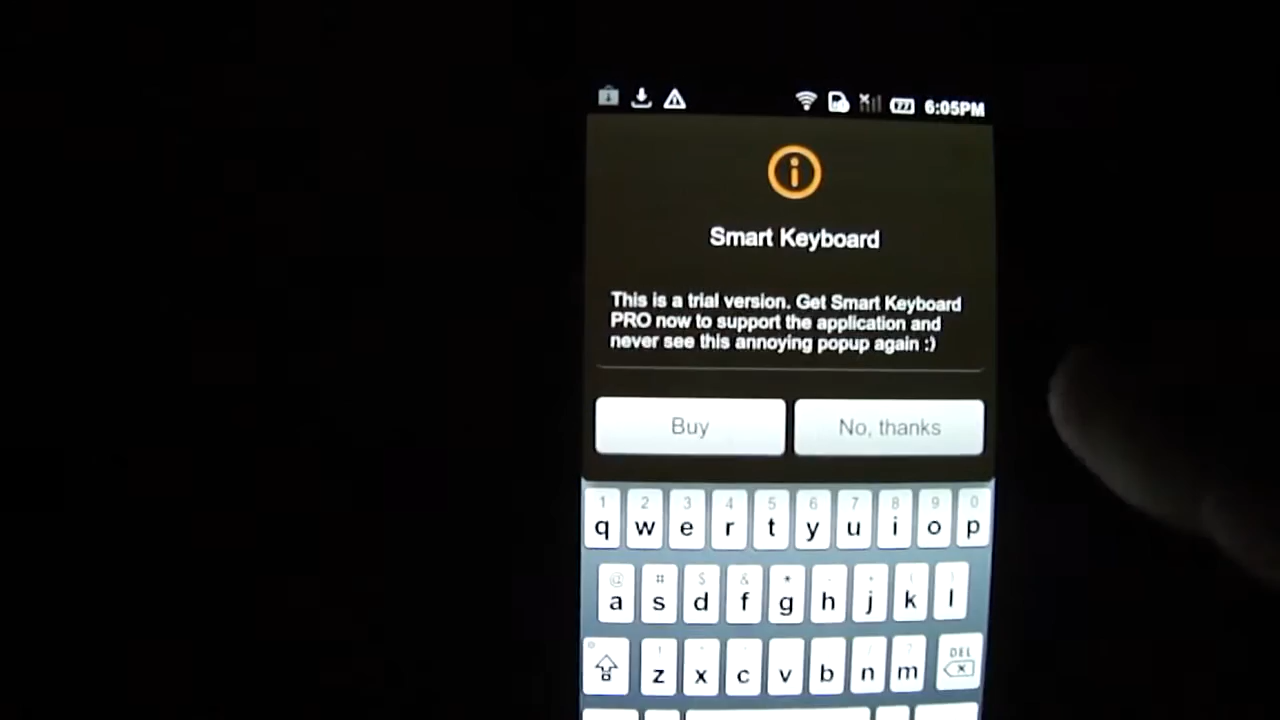 77 6:05PM
Smart Keyboard
This is a trial version. Get Smart Keyboard
PRO now to support the application and
never see this annoying popup again :)
Buy No, thanks
1 2 3 4 5 6 7 8 9 0
q w e r t y u i o p
@ # $ & *
a s d f g h j k l
DEL
z x c v b n m